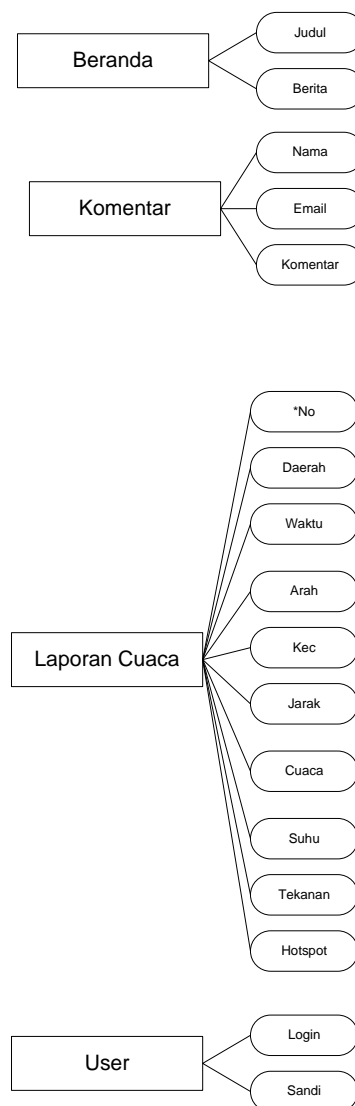 Judul
Beranda
Berita
Nama
Komentar
Email
Komentar
*No
Daerah
Waktu
Arah
Laporan Cuaca
Kec
Jarak
Cuaca
Suhu
Tekanan
Hotspot
Login
User
Sandi